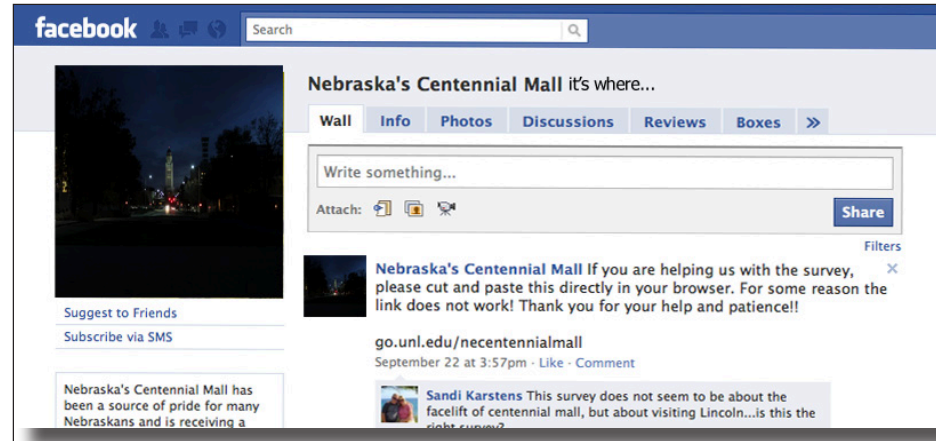 facebook
Search
Nebraska's Centennial Mall it's where...
Wall Info Photos Discussions Reviews Boxes »
Write something...
Attach:
Share
Filters
Nebraska's Centennial Mall If you are helping us with the survey,
please cut and paste this directly in your browser. For some reason the
link does not work! Thank you for your help and patience!!
go.unl.edu/necentennialmall
September 22 at 3:57pm · Like · Comment
Sandi Karstens This survey does not seem to be about the
facelift of centennial mall, but about visiting Lincoln...is this the
right survey?
Suggest to Friends
Subscribe via SMS
Nebraska's Centennial Mall has
been a source of pride for many
Nebraskans and is receiving a